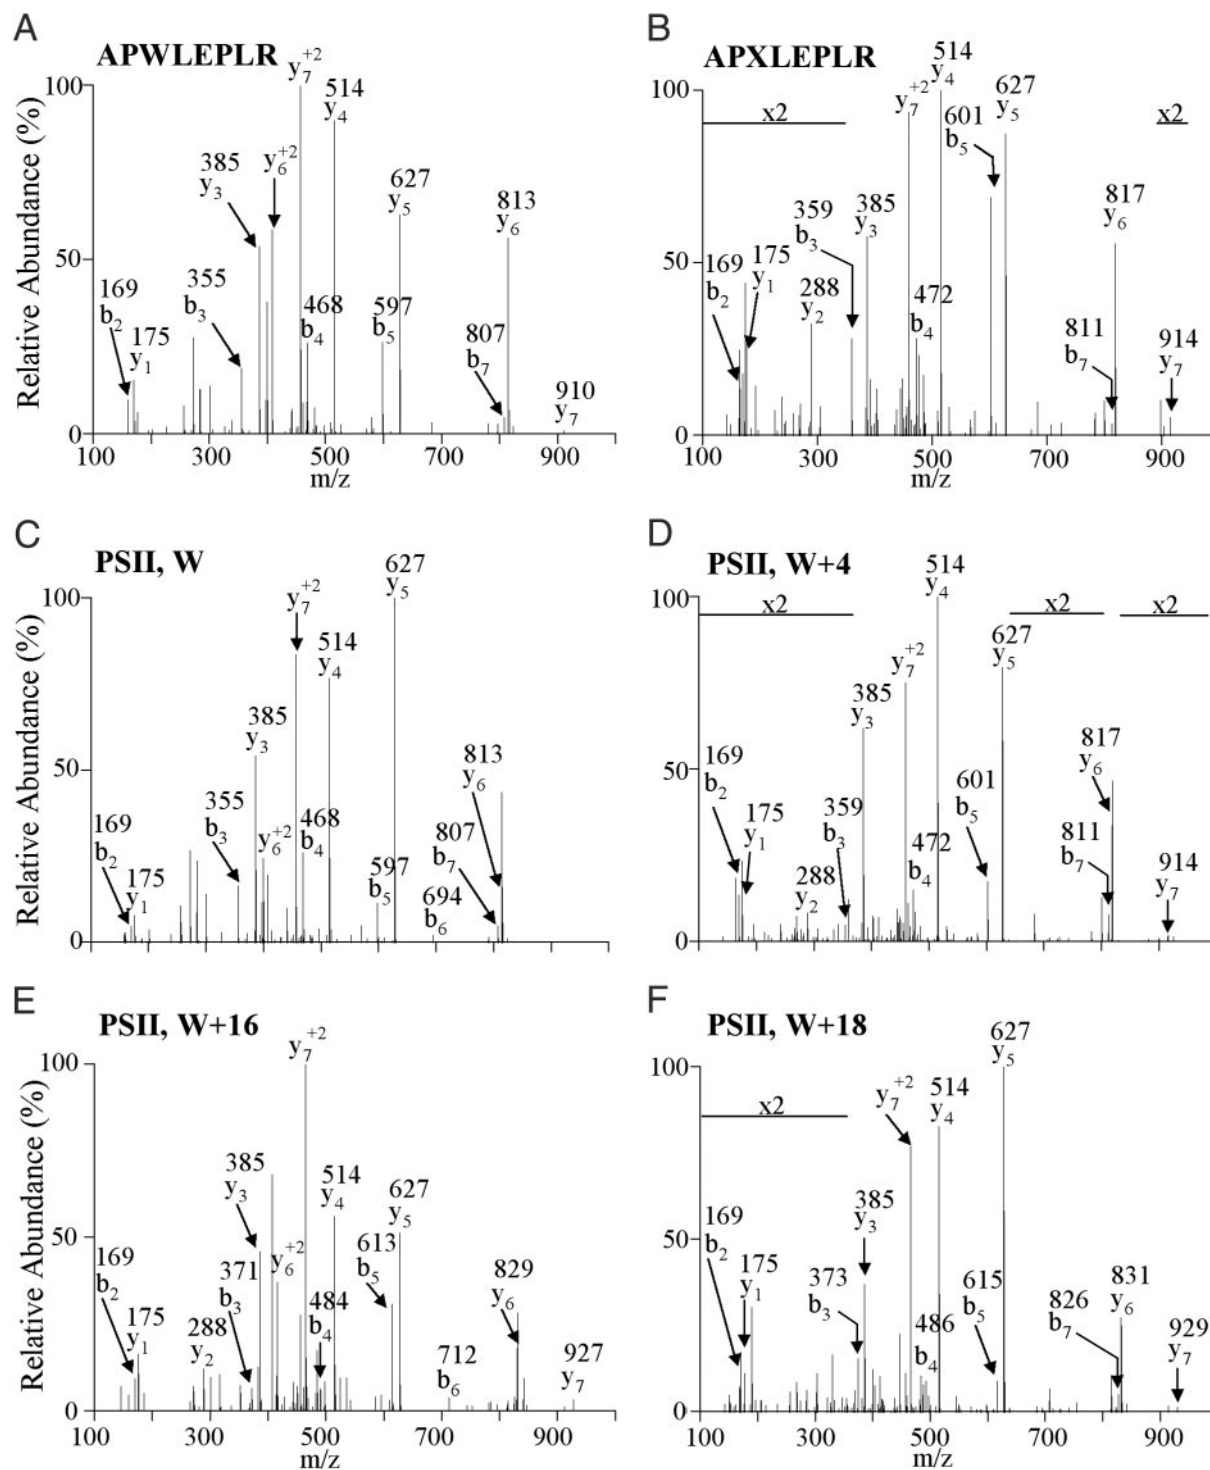 A
APWLEPLR
Relative Abundance (%)
100
50
0
169
b2
175
y1
355
b3
385
y3
y6+2
y7+2
514
y4
468
b4
597
b5
627
y5
807
b7
813
y6
910
y7
100 300 500 700 900
m/z
B
APXLEPLR
100
50
0
x2
x2
169
b2
175
y1
288
y2
359
b3
385
y3
y7+2
472
b4
514
y4
601
b5
627
y5
811
b7
817
y6
914
y7
100 300 500 700 900
m/z
C
PSII, W
Relative Abundance (%)
100
50
0
169
b2
175
y1
355
b3
385
y3
y6+2
y7+2
468
b4
514
y4
597
b5
627
y5
694
b6
807
b7
813
y6
D
PSII, W+4
100
50
0
x2
x2
x2
169
b2
175
y1
288
y2
359
b3
385
y3
y7+2
472
b4
514
y4
601
b5
627
y5
811
b7
817
y6
914
y7
E
PSII, W+16
Relative Abundance (%)
100
50
0
169
b2
175
y1
288
y2
371
b3
385
y3
y6+2
y7+2
484
b4
514
y4
613
b5
627
y5
712
b6
829
y6
927
y7
100 300 500 700 900
m/z
F
PSII, W+18
100
50
0
x2
169
b2
175
y1
373
b3
385
y3
y7+2
486
b4
514
y4
615
b5
627
y5
826
b7
831
y6
929
y7
100 300 500 700 900
m/z